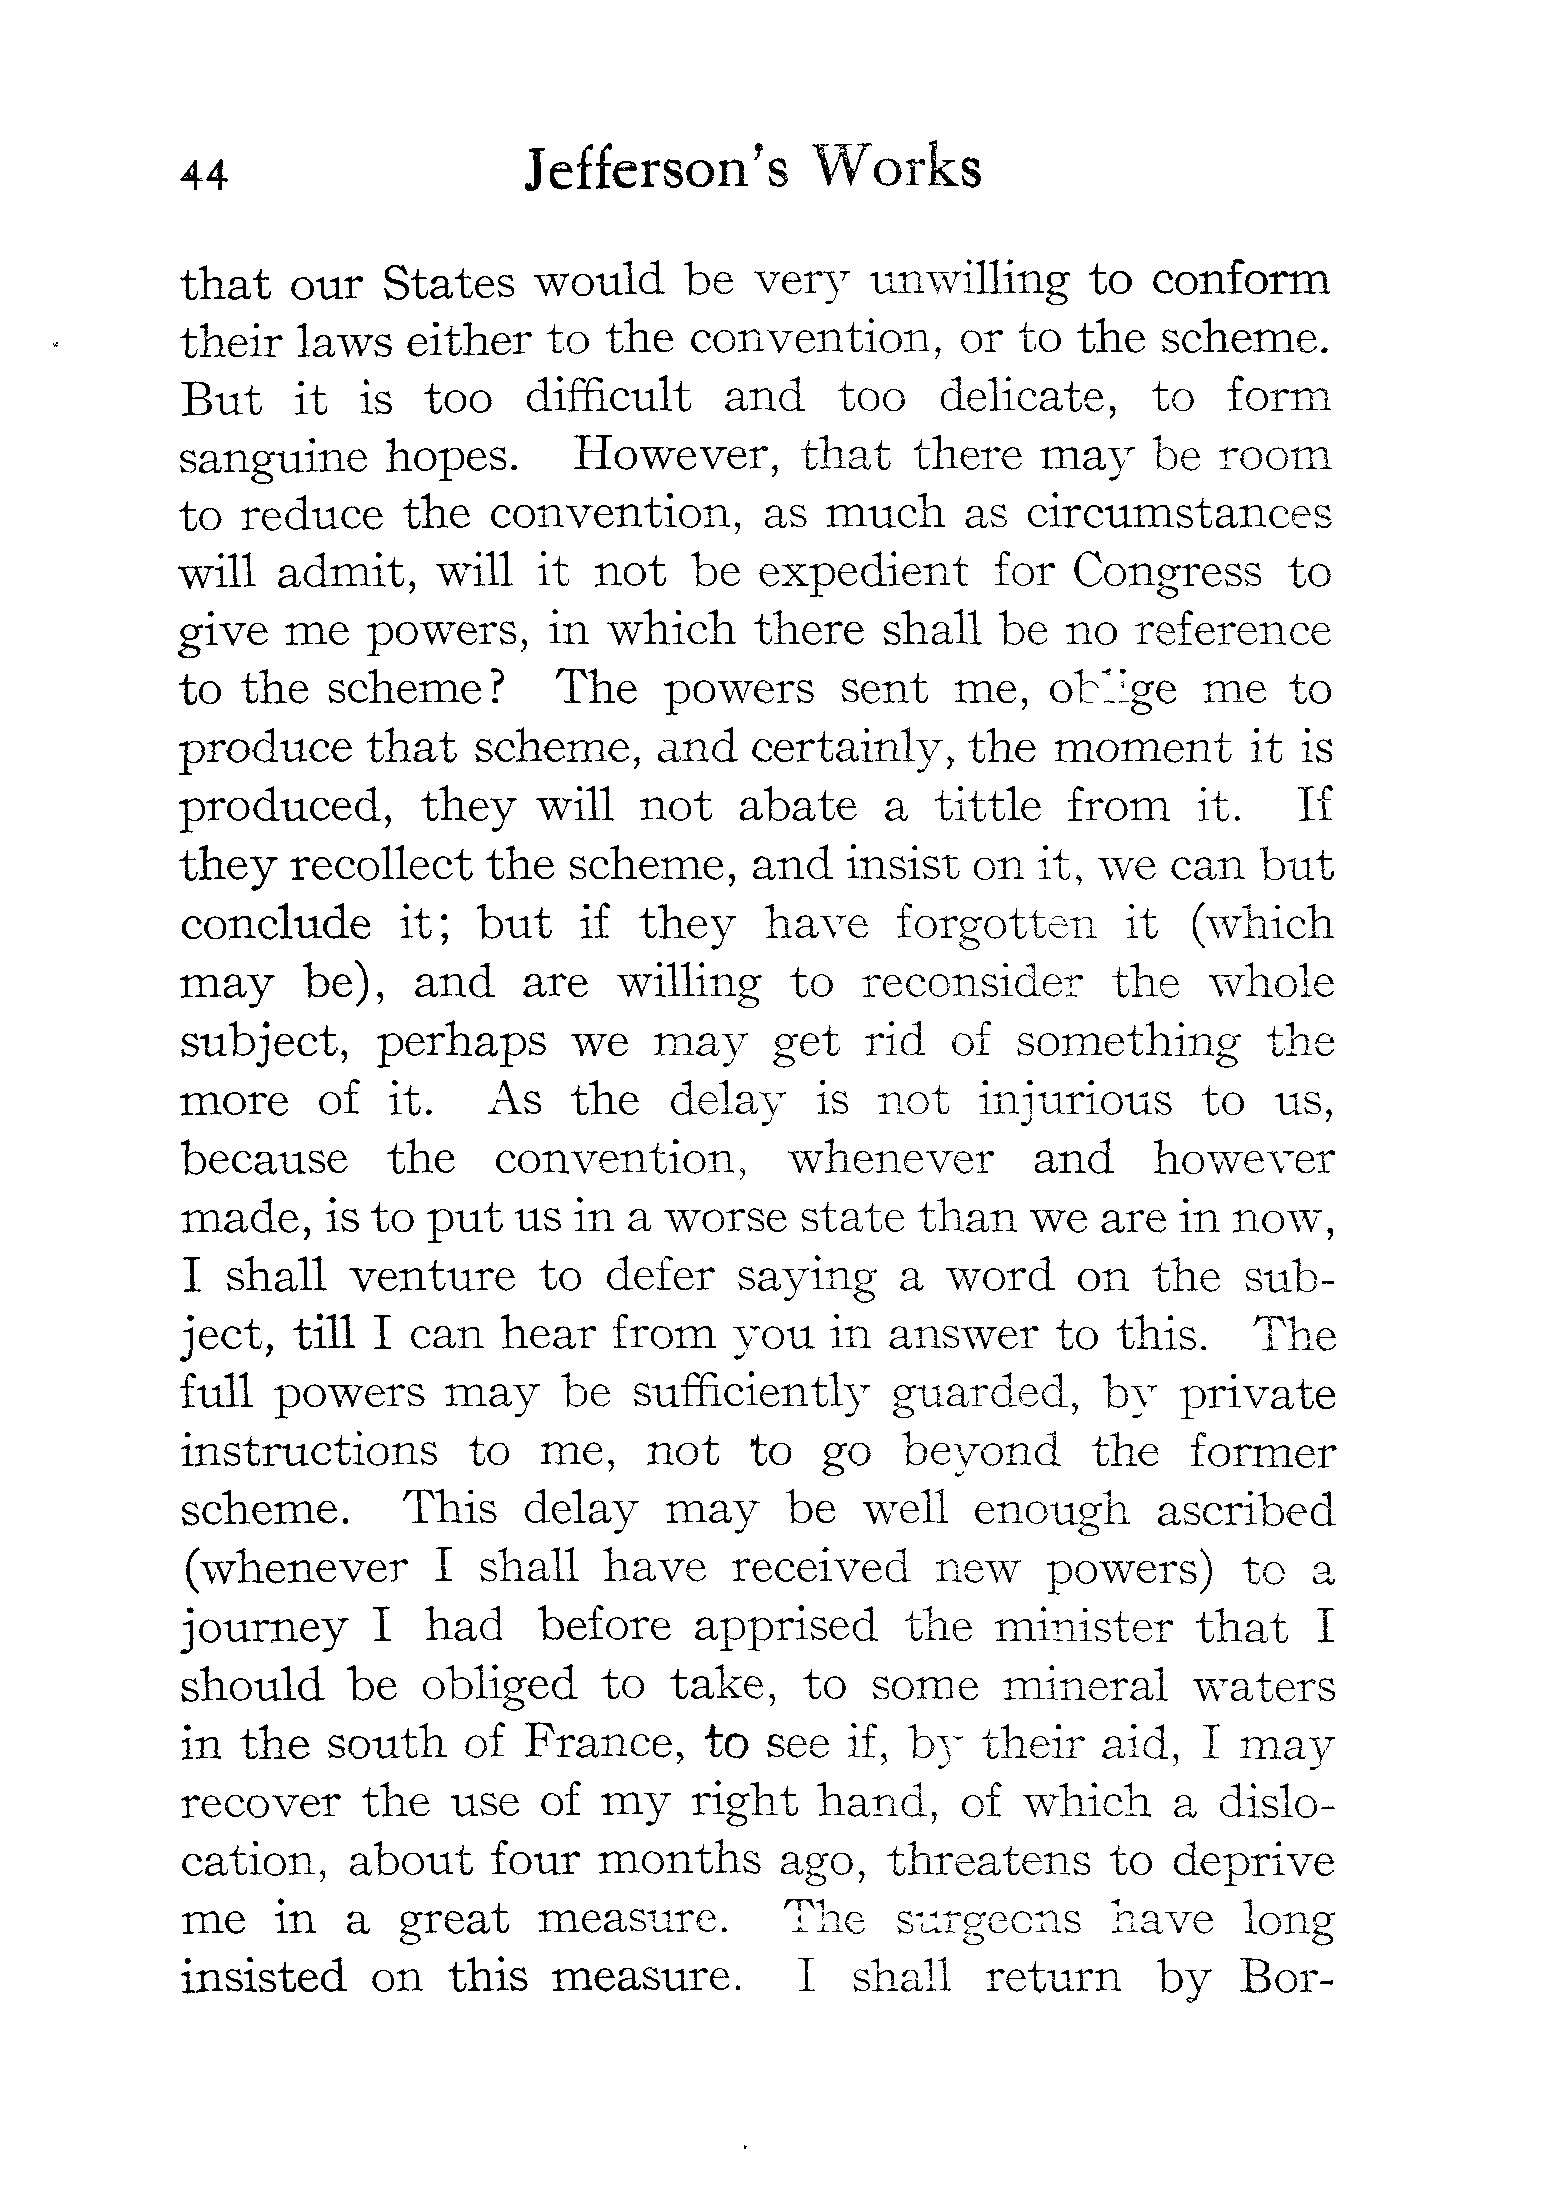 44 Jefferson's Works
that our States would be very unwilling to conform
their laws either to the convention, or to the scheme.
But it is too difficult and too delicate, to form
sanguine hopes. However, that there may be room
to reduce the convention, as much as circumstances
will admit, will it not be expedient for Congress to
give me powers, in which there shall be no reference
to the scheme? The powers sent me, oblige me to
produce that scheme, and certainly, the moment it is
produced, they will not abate a tittle from it. If
they recollect the scheme, and insist on it, we can but
conclude it; but if they have forgotten it (which
may be), and are willing to reconsider the whole
subject, perhaps we may get rid of something the
more of it. As the delay is not injurious to us,
because the convention, whenever and however
made, is to put us in a worse state than we are in now,
I shall venture to defer saying a word on the sub-
ject, till I can hear from you in answer to this. The
full powers may be sufficiently guarded, by private
instructions to me, not to go beyond the former
scheme. This delay may be well enough ascribed
(whenever I shall have received new powers) to a
journey I had before apprised the minister that I
should be obliged to take, to some mineral waters
in the south of France, to see if, by their aid, I may
recover the use of my right hand, of which a dislo-
cation, about four months ago, threatens to deprive
me in a great measure. The surgeons have long
insisted on this measure. I shall return by Bor-